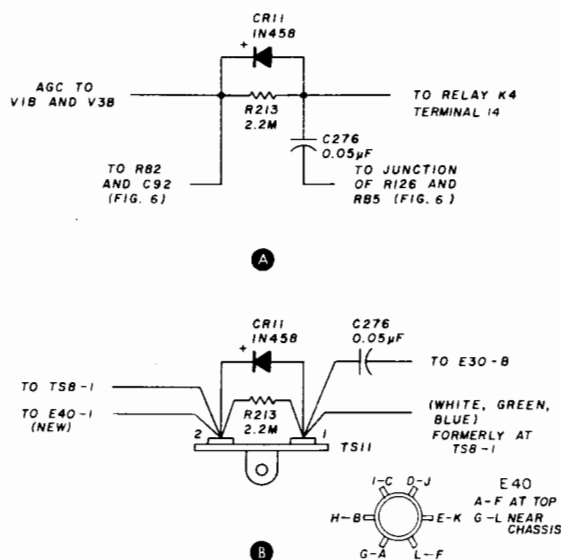 CR11
1N458
+
AGC TO
V1B AND V3B
R213
2.2M
TO RELAY K4
TERMINAL 14
C276
0.05µF
TO R82
AND C92
(FIG. 6)
TO JUNCTION
OF R126 AND
R85 (FIG. 6)
A
CR11
1N458
+
C276
0.05µF
TO TS8-1
TO E40-1
(NEW)
R213
2.2M
TO E30-B
(WHITE, GREEN,
BLUE)
FORMERLY AT
TS8-1
2
1
TS11
I-C D-J
H-B E-K
G-A L-F
E40
A-F AT TOP
G-L NEAR
CHASSIS
B